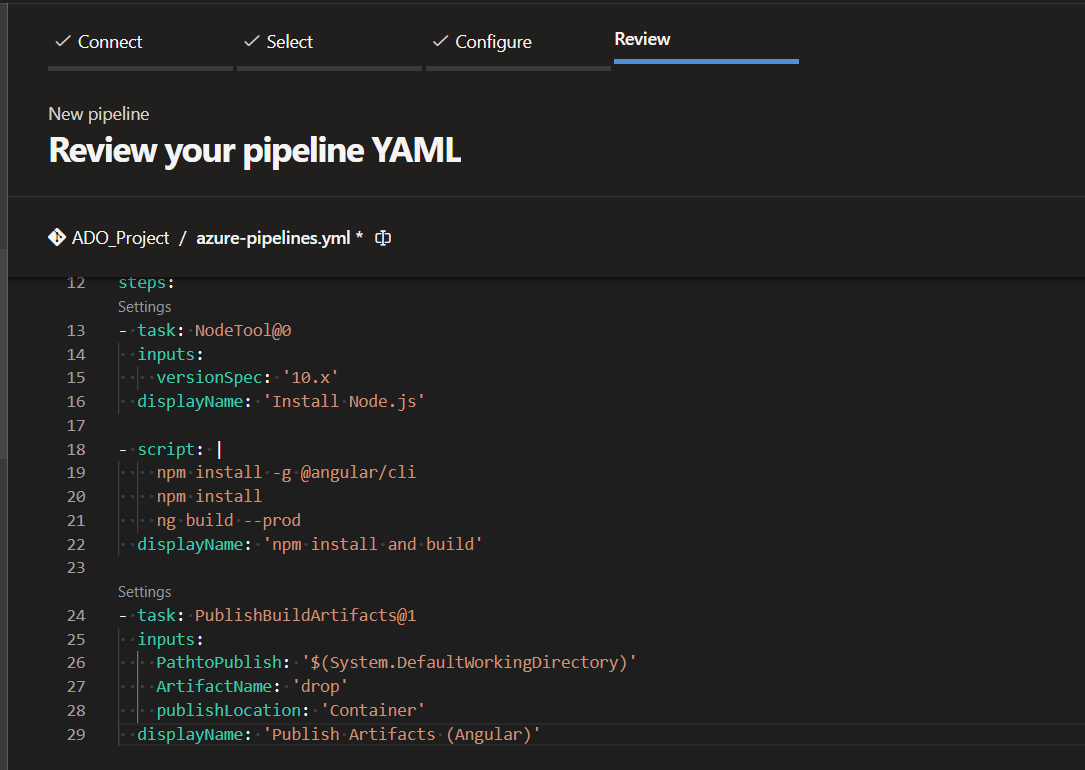 Connect
Select
Configure
Review
New pipeline
Review your pipeline YAML
ADO_Project / azure-pipelines.yml *
12 steps:
Settings
13 - task: NodeTool@0
14 inputs:
15 versionSpec: '10.x'
16 displayName: 'Install Node.js'
17
18 - script: |
19 npm install -g @angular/cli
20 npm install
21 ng build --prod
22 displayName: 'npm install and build'
23
Settings
24 - task: PublishBuildArtifacts@1
25 inputs:
26 PathtoPublish: '$(System.DefaultWorkingDirectory)'
27 ArtifactName: 'drop'
28 publishLocation: 'Container'
29 displayName: 'Publish Artifacts (Angular)'